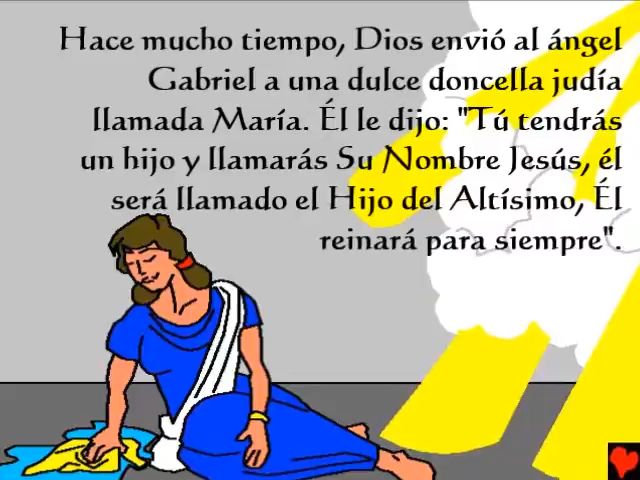 Hace mucho tiempo, Dios envió al ángel
Gabriel a una dulce doncella judía
llamada María. Él le dijo: "Tú tendrás
un hijo y llamarás Su Nombre Jesús, él
será llamado el Hijo del Altísimo, Él
reinará para siempre".